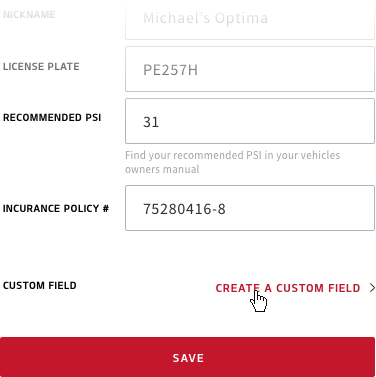 NICKNAME
Michael's Optima
LICENSE PLATE
PE257H
RECOMMENDED PSI
31
Find your recommended PSI in your vehicles
owners manual
INCURANCE POLICY #
75280416-8
CUSTOM FIELD
CREATE A CUSTOM FIELD
SAVE